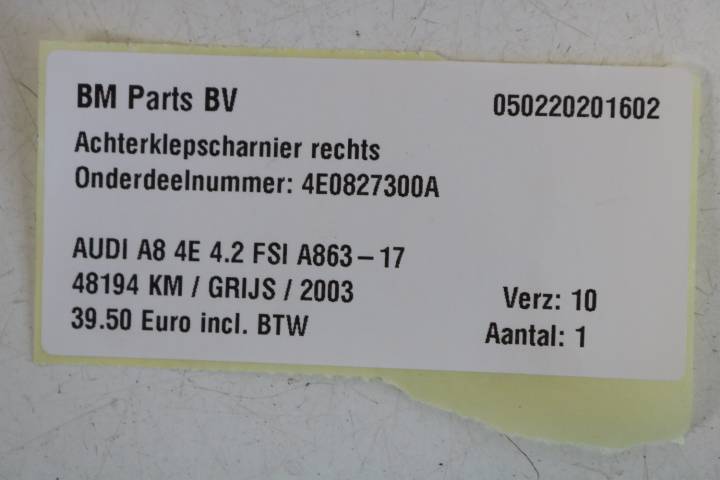 BM Parts BV 050220201602
Achterklepscharnier rechts
Onderdeelnummer: 4E0827300A
AUDI A8 4E 4.2 FSI A863-17
48194 KM / GRIJS / 2003 Verz: 10
39.50 Euro incl. BTW Aantal: 1